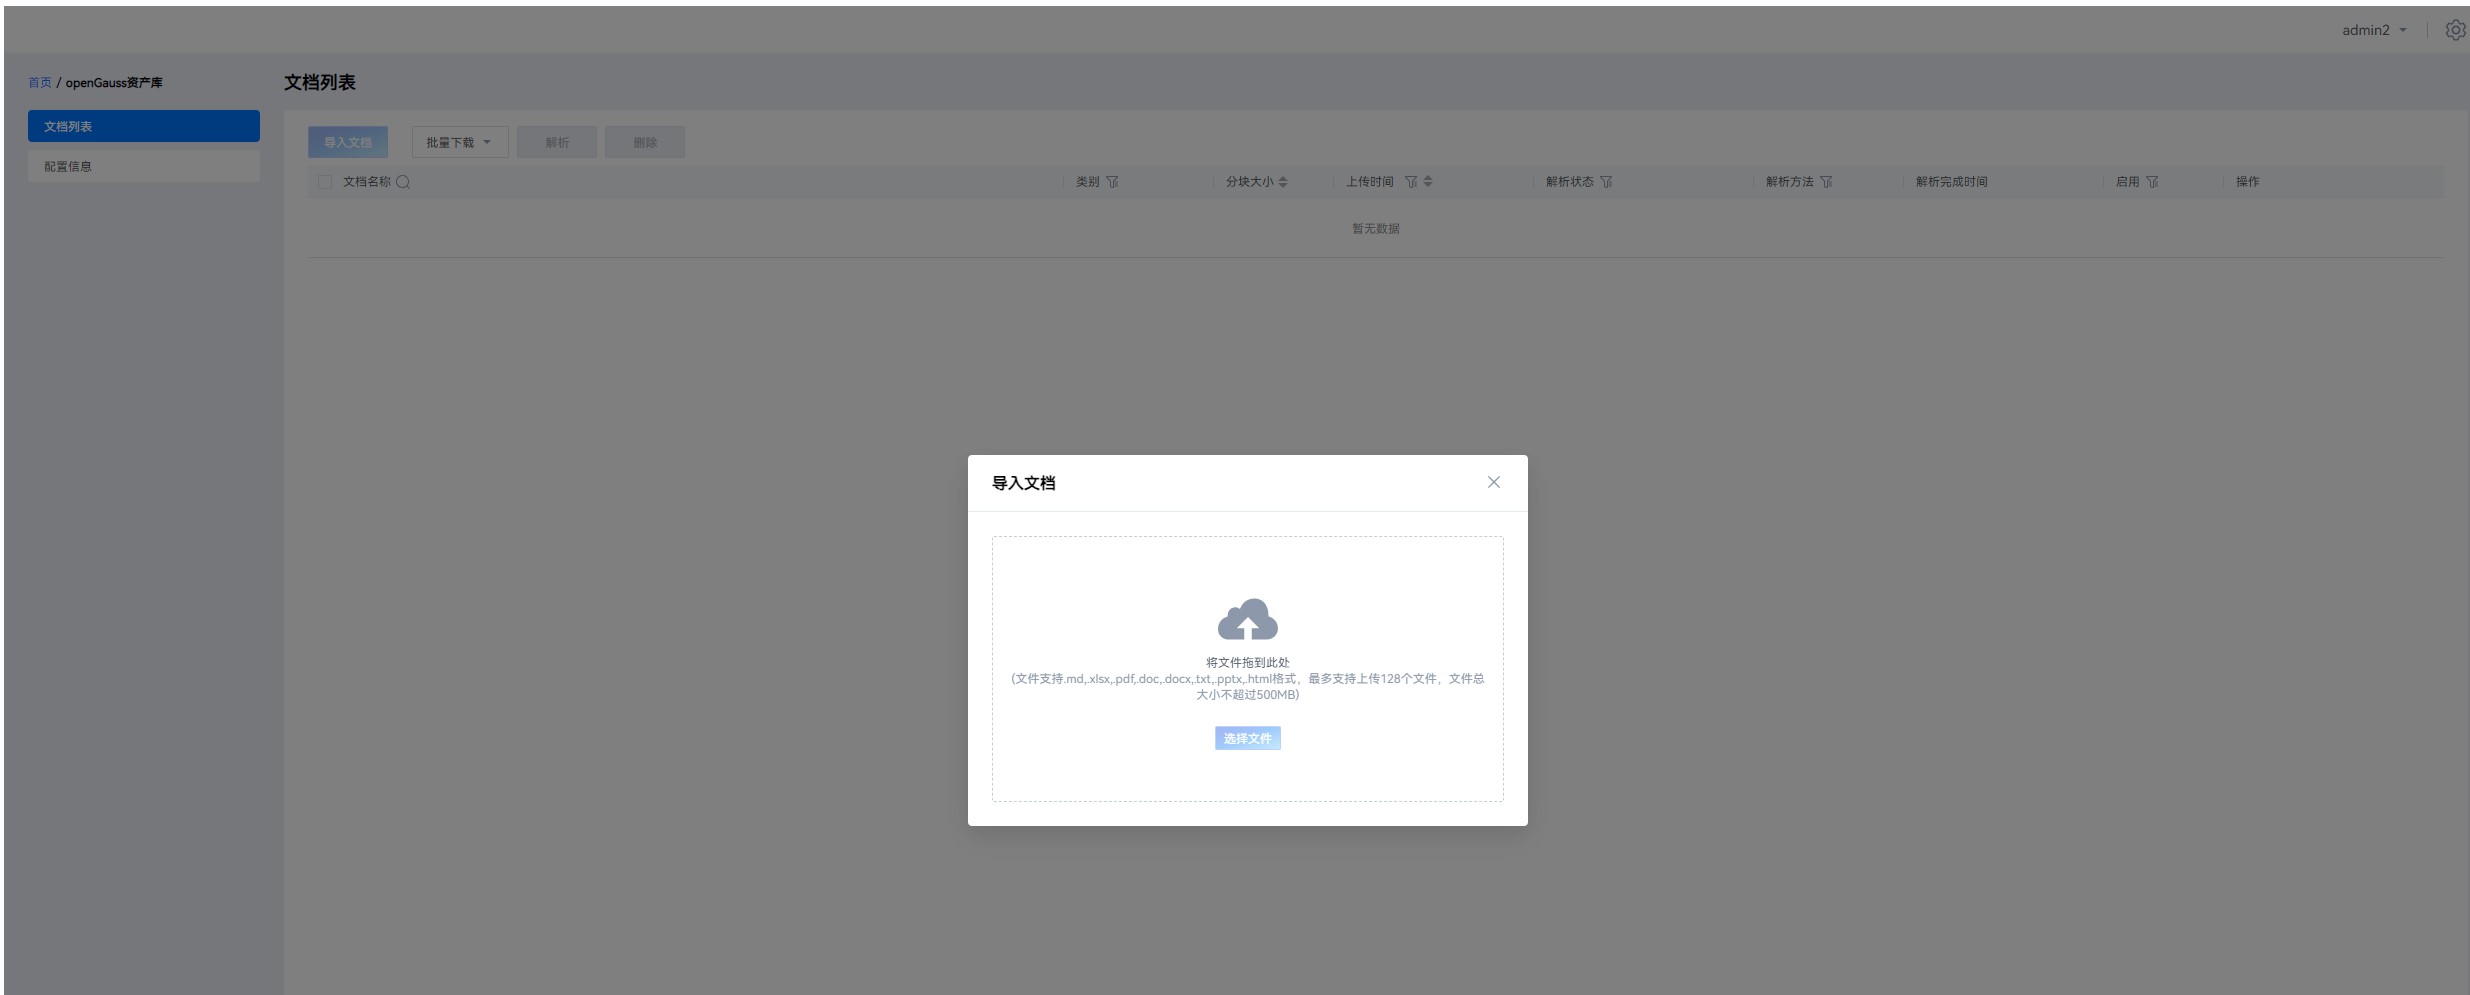 admin2
首页 / openGauss资产库
文档列表
文档列表
配置信息
导入文档 批量下载 解析 删除
文档名称 类别 分块大小 上传时间 解析状态 解析方法 解析完成时间 启用 操作
暂无数据
导入文档
将文件拖到此处
(文件支持.md,.xlsx,.pdf,.doc,.docx,.txt,.pptx,.html格式，最多支持上传128个文件，文件总
大小不超过500MB)
选择文件